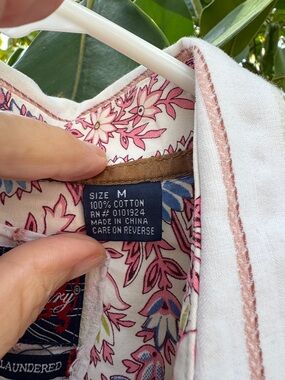 SIZE M
100% COTTON
RN# 0101924
MADE IN CHINA
CARE ON REVERSE
LAUNDERED